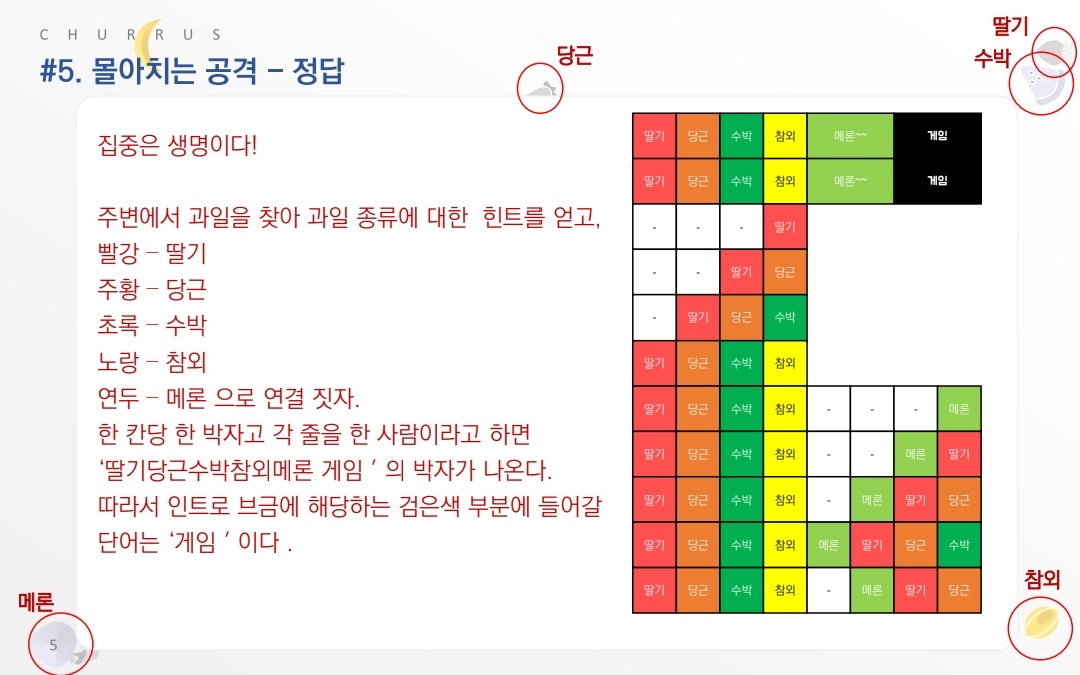 CHURRUS
#5. 몰아치는 공격 – 정답
당근
딸기
수박
집중은 생명이다!
주변에서 과일을 찾아 과일 종류에 대한 힌트를 얻고,
빨강 – 딸기
주황 – 당근
초록 – 수박
노랑 – 참외
연두 – 메론 으로 연결 짓자.
한 칸당 한 박자고 각 줄을 한 사람이라고 하면
‘딸기당근수박참외메론 게임 ’ 의 박자가 나온다.
따라서 인트로 브금에 해당하는 검은색 부분에 들어갈
단어는 ‘게임 ’ 이다 .
딸기 당근 수박 참외 메론~~ 게임
딸기 당근 수박 참외 메론~~ 게임
- - - 딸기
- - 딸기 당근
- 딸기 당근 수박
딸기 당근 수박 참외
딸기 당근 수박 참외 - - - 메론
딸기 당근 수박 참외 - - 메론 딸기
딸기 당근 수박 참외 - 메론 딸기 당근
딸기 당근 수박 참외 메론 딸기 당근 수박
딸기 당근 수박 참외 - 메론 딸기 당근
메론
5
참외